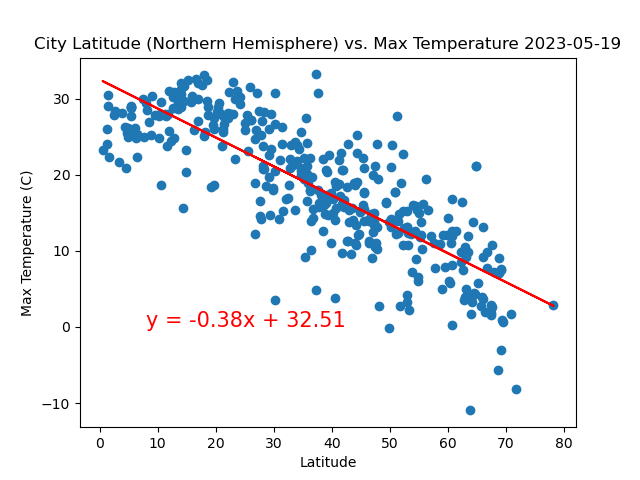 City Latitude (Northern Hemisphere) vs. Max Temperature 2023-05-19
30
20
10
0
−10
Max Temperature (C)
y = -0.38x + 32.51
0 10 20 30 40 50 60 70 80
Latitude